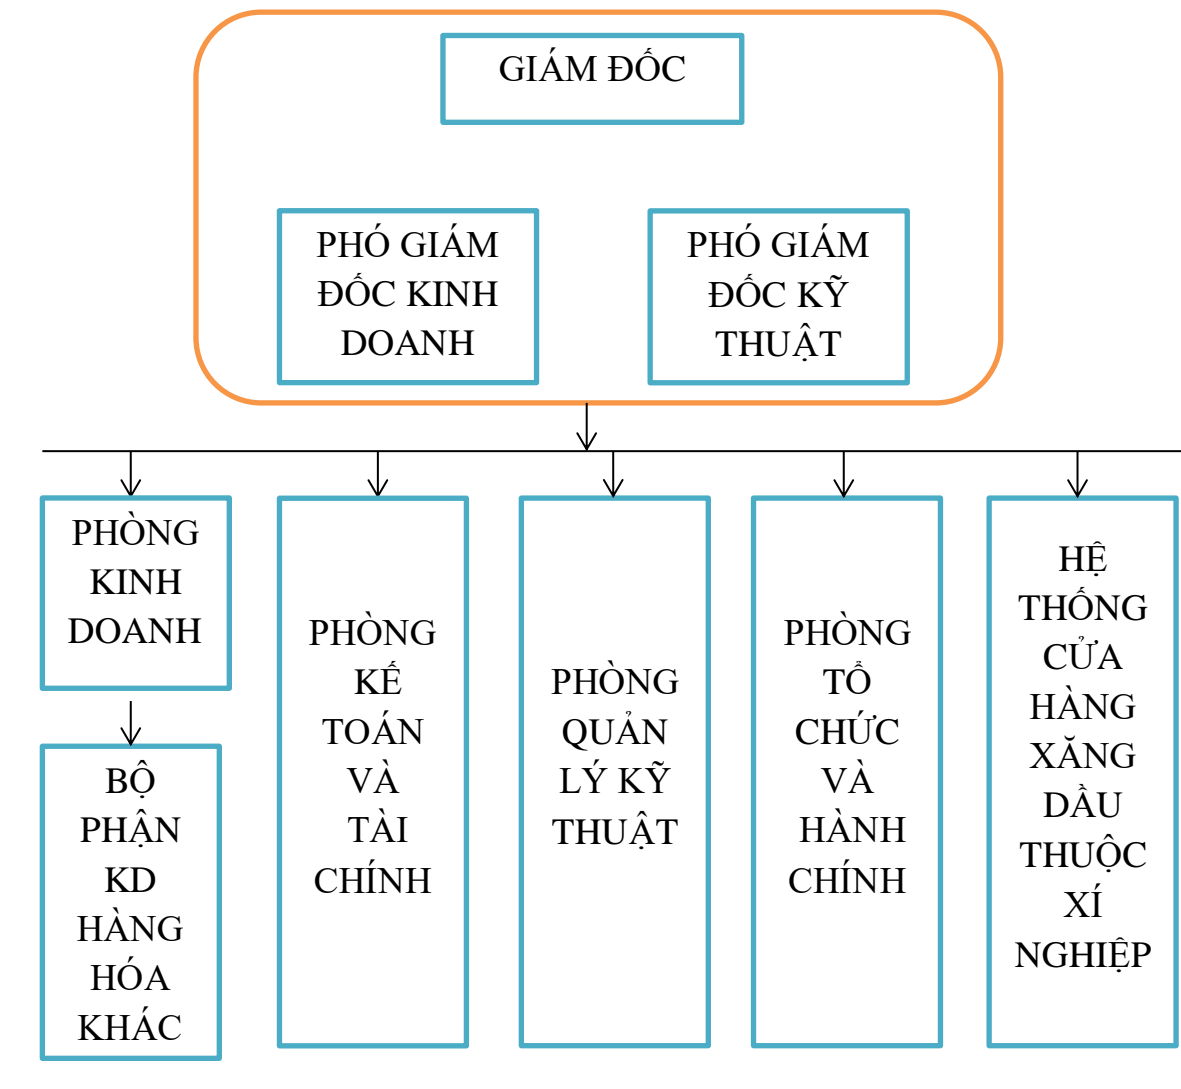 GIÁM ĐỐC
PHÓ GIÁM
ĐỐC KINH
DOANH
PHÓ GIÁM
ĐỐC KỸ
THUẬT
PHÒNG
KINH
DOANH
BỘ
PHẬN
KD
HÀNG
HÓA
KHÁC
PHÒNG
KẾ
TOÁN
VÀ
TÀI
CHÍNH
PHÒNG
QUẢN
LÝ KỸ
THUẬT
PHÒNG
TỔ
CHỨC
VÀ
HÀNH
CHÍNH
HỆ
THỐNG
CỬA
HÀNG
XĂNG
DẦU
THUỘC
XÍ
NGHIỆP